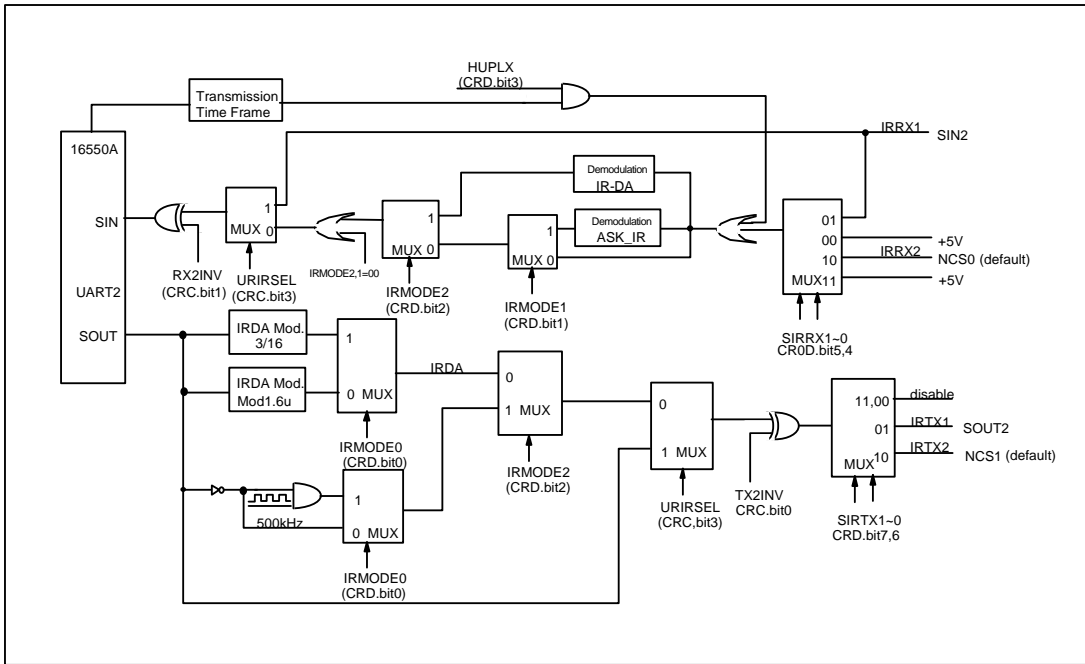 HUPLX
(CRD.bit3)
Transmission
Time Frame
16550A
IRRX1
SIN2
Demodulation
IR-DA
SIN
1
MUX 0
1
MUX 0
1
MUX 0
Demodulation
ASK_IR
01
00
10
MUX11
+5V
IRRX2
NCS0 (default)
+5V
RX2INV
(CRC.bit1)
URIRSEL
(CRC.bit3)
IRMODE2,1=00
IRMODE2
(CRD.bit2)
IRMODE1
(CRD.bit1)
SIRRX1~0
CR0D.bit5,4
UART2
SOUT
IRDA Mod.
3/16
IRDA Mod.
Mod1.6u
1
0 MUX
IRDA
0
1 MUX
0
1 MUX
11,00
01
10
MUX
disable
IRTX1
SOUT2
IRTX2
NCS1 (default)
IRMODE0
(CRD.bit0)
IRMODE2
(CRD.bit2)
URIRSEL
(CRC,bit3)
TX2INV
CRC.bit0
SIRTX1~0
CRD.bit7,6
500kHz
1
0 MUX
IRMODE0
(CRD.bit0)